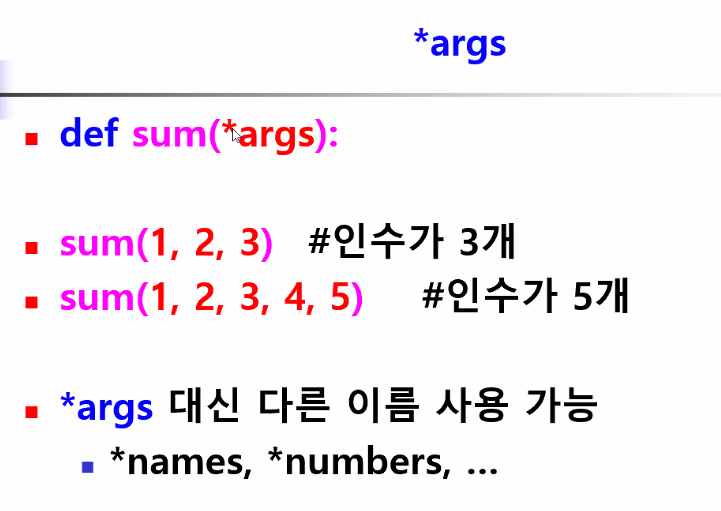 *args
def sum(*args):
sum(1, 2, 3) #인수가 3개
sum(1, 2, 3, 4, 5) #인수가 5개
*args 대신 다른 이름 사용 가능
*names, *numbers, ...